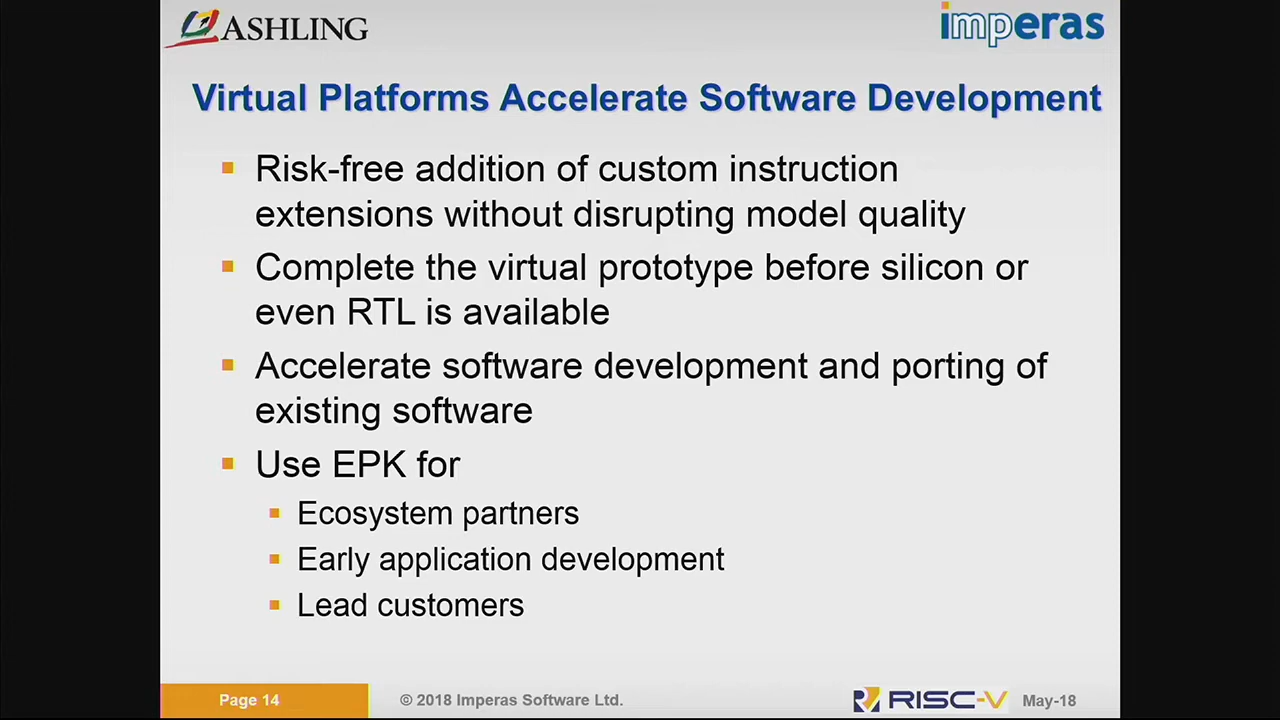 ASHLING
imperas
Virtual Platforms Accelerate Software Development
Risk-free addition of custom instruction
extensions without disrupting model quality
Complete the virtual prototype before silicon or
even RTL is available
Accelerate software development and porting of
existing software
Use EPK for
Ecosystem partners
Early application development
Lead customers
Page 14
© 2018 Imperas Software Ltd.
RISC-V
May-18